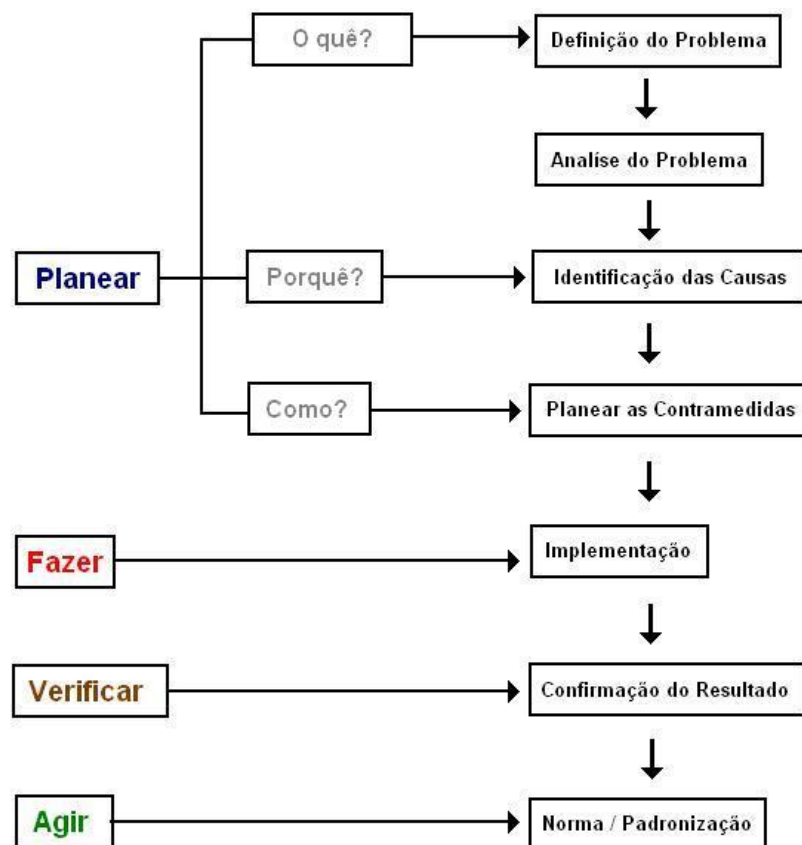 O quê?
Definição do Problema
Analíse do Problema
Planear
Porquê?
Identificação das Causas
Como?
Planear as Contramedidas
Fazer
Implementação
Verificar
Confirmação do Resultado
Agir
Norma / Padronização